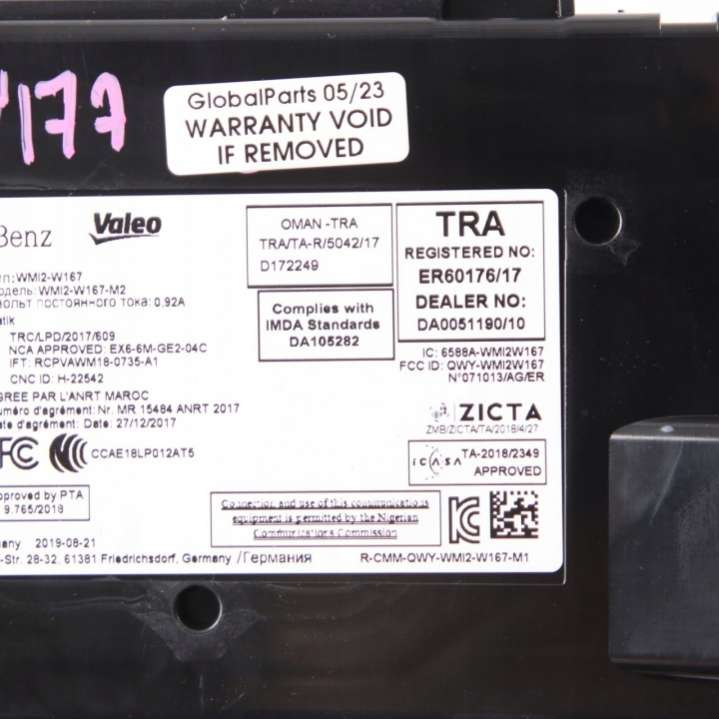 177
GlobalParts 05/23
WARRANTY VOID
IF REMOVED
Benz Valeo
WMI2-W167
WMI2-W167-M2
постоянного тока: 0.92A
TRC/LPD/2017/609
NCA APPROVED: EX6-6M-GE2-04C
IFT: RCPVAWM18-0735-A1
CNC ID: H-22542
PAR L'ANRT MAROC
d'agrément: Nr. MR 15484 ANRT 2017
d'agrément: Date: 27/12/2017
FC CCAE18LP012AT5
by PTA
9.765/2018
2019-08-21
28-32, 61381 Friedrichsdorf, Germany /Германия
OMAN -TRA
TRA/TA-R/5042/17
D172249
Complies with
IMDA Standards
DA105282
TRA
REGISTERED NO:
ER60176/17
DEALER NO:
DA0051190/10
IC: 6588A-WMI2W167
FCC ID: QWY-WMI2W167
N°071013/AG/ER
ZICTA
ZMB/ZICTA/TA/2018/4/27
ICASA TA-2018/2349
APPROVED
Connection and use of this communications
equipment is permitted by the Nigerian
Communications Commission
R-CMM-QWY-WMI2-W167-M1